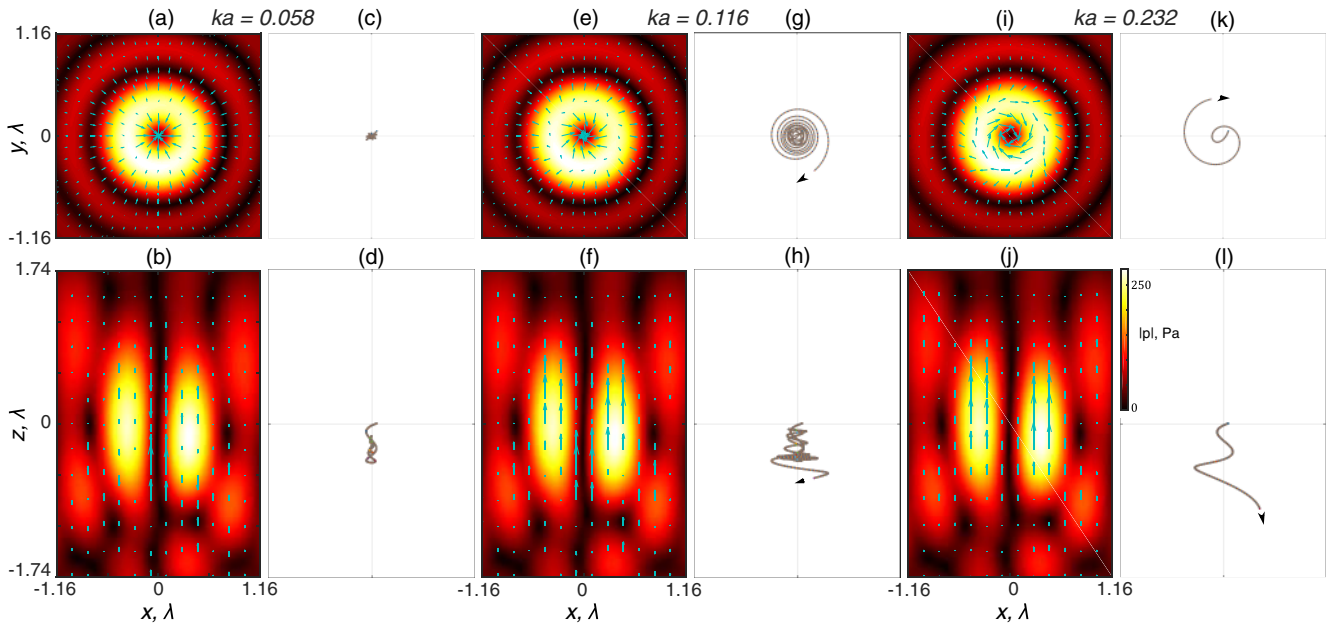 (a) ka = 0.058 (c) (e) ka = 0.116 (g) (i) ka = 0.232 (k)
1.16
y, λ
0
-1.16
(b) (d) (f) (h) (j) (l)
1.74
250
|p|, Pa
0
z, λ
0
-1.74
-1.16 0 1.16 -1.16 0 1.16 -1.16 0 1.16
x, λ x, λ x, λ